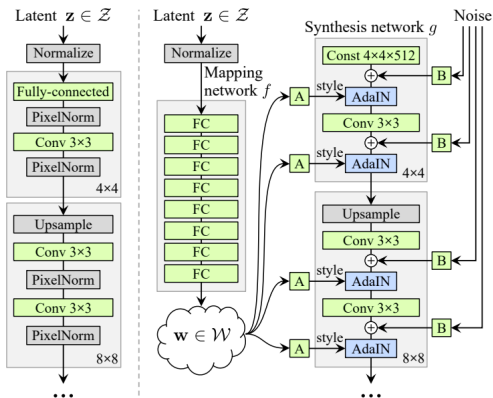 Latent z ∈ Z
Normalize
Fully-connected
PixelNorm
Conv 3×3
PixelNorm
4×4
Upsample
Conv 3×3
PixelNorm
Conv 3×3
PixelNorm
8×8
...
Latent z ∈ Z
Normalize
Mapping
network f
FC
FC
FC
FC
FC
FC
FC
FC
w ∈ W
A
A
A
A
style
style
style
style
Synthesis network g
Const 4×4×512
AdaIN
Conv 3×3
AdaIN
4×4
Upsample
Conv 3×3
AdaIN
Conv 3×3
AdaIN
8×8
...
Noise
B
B
B
B